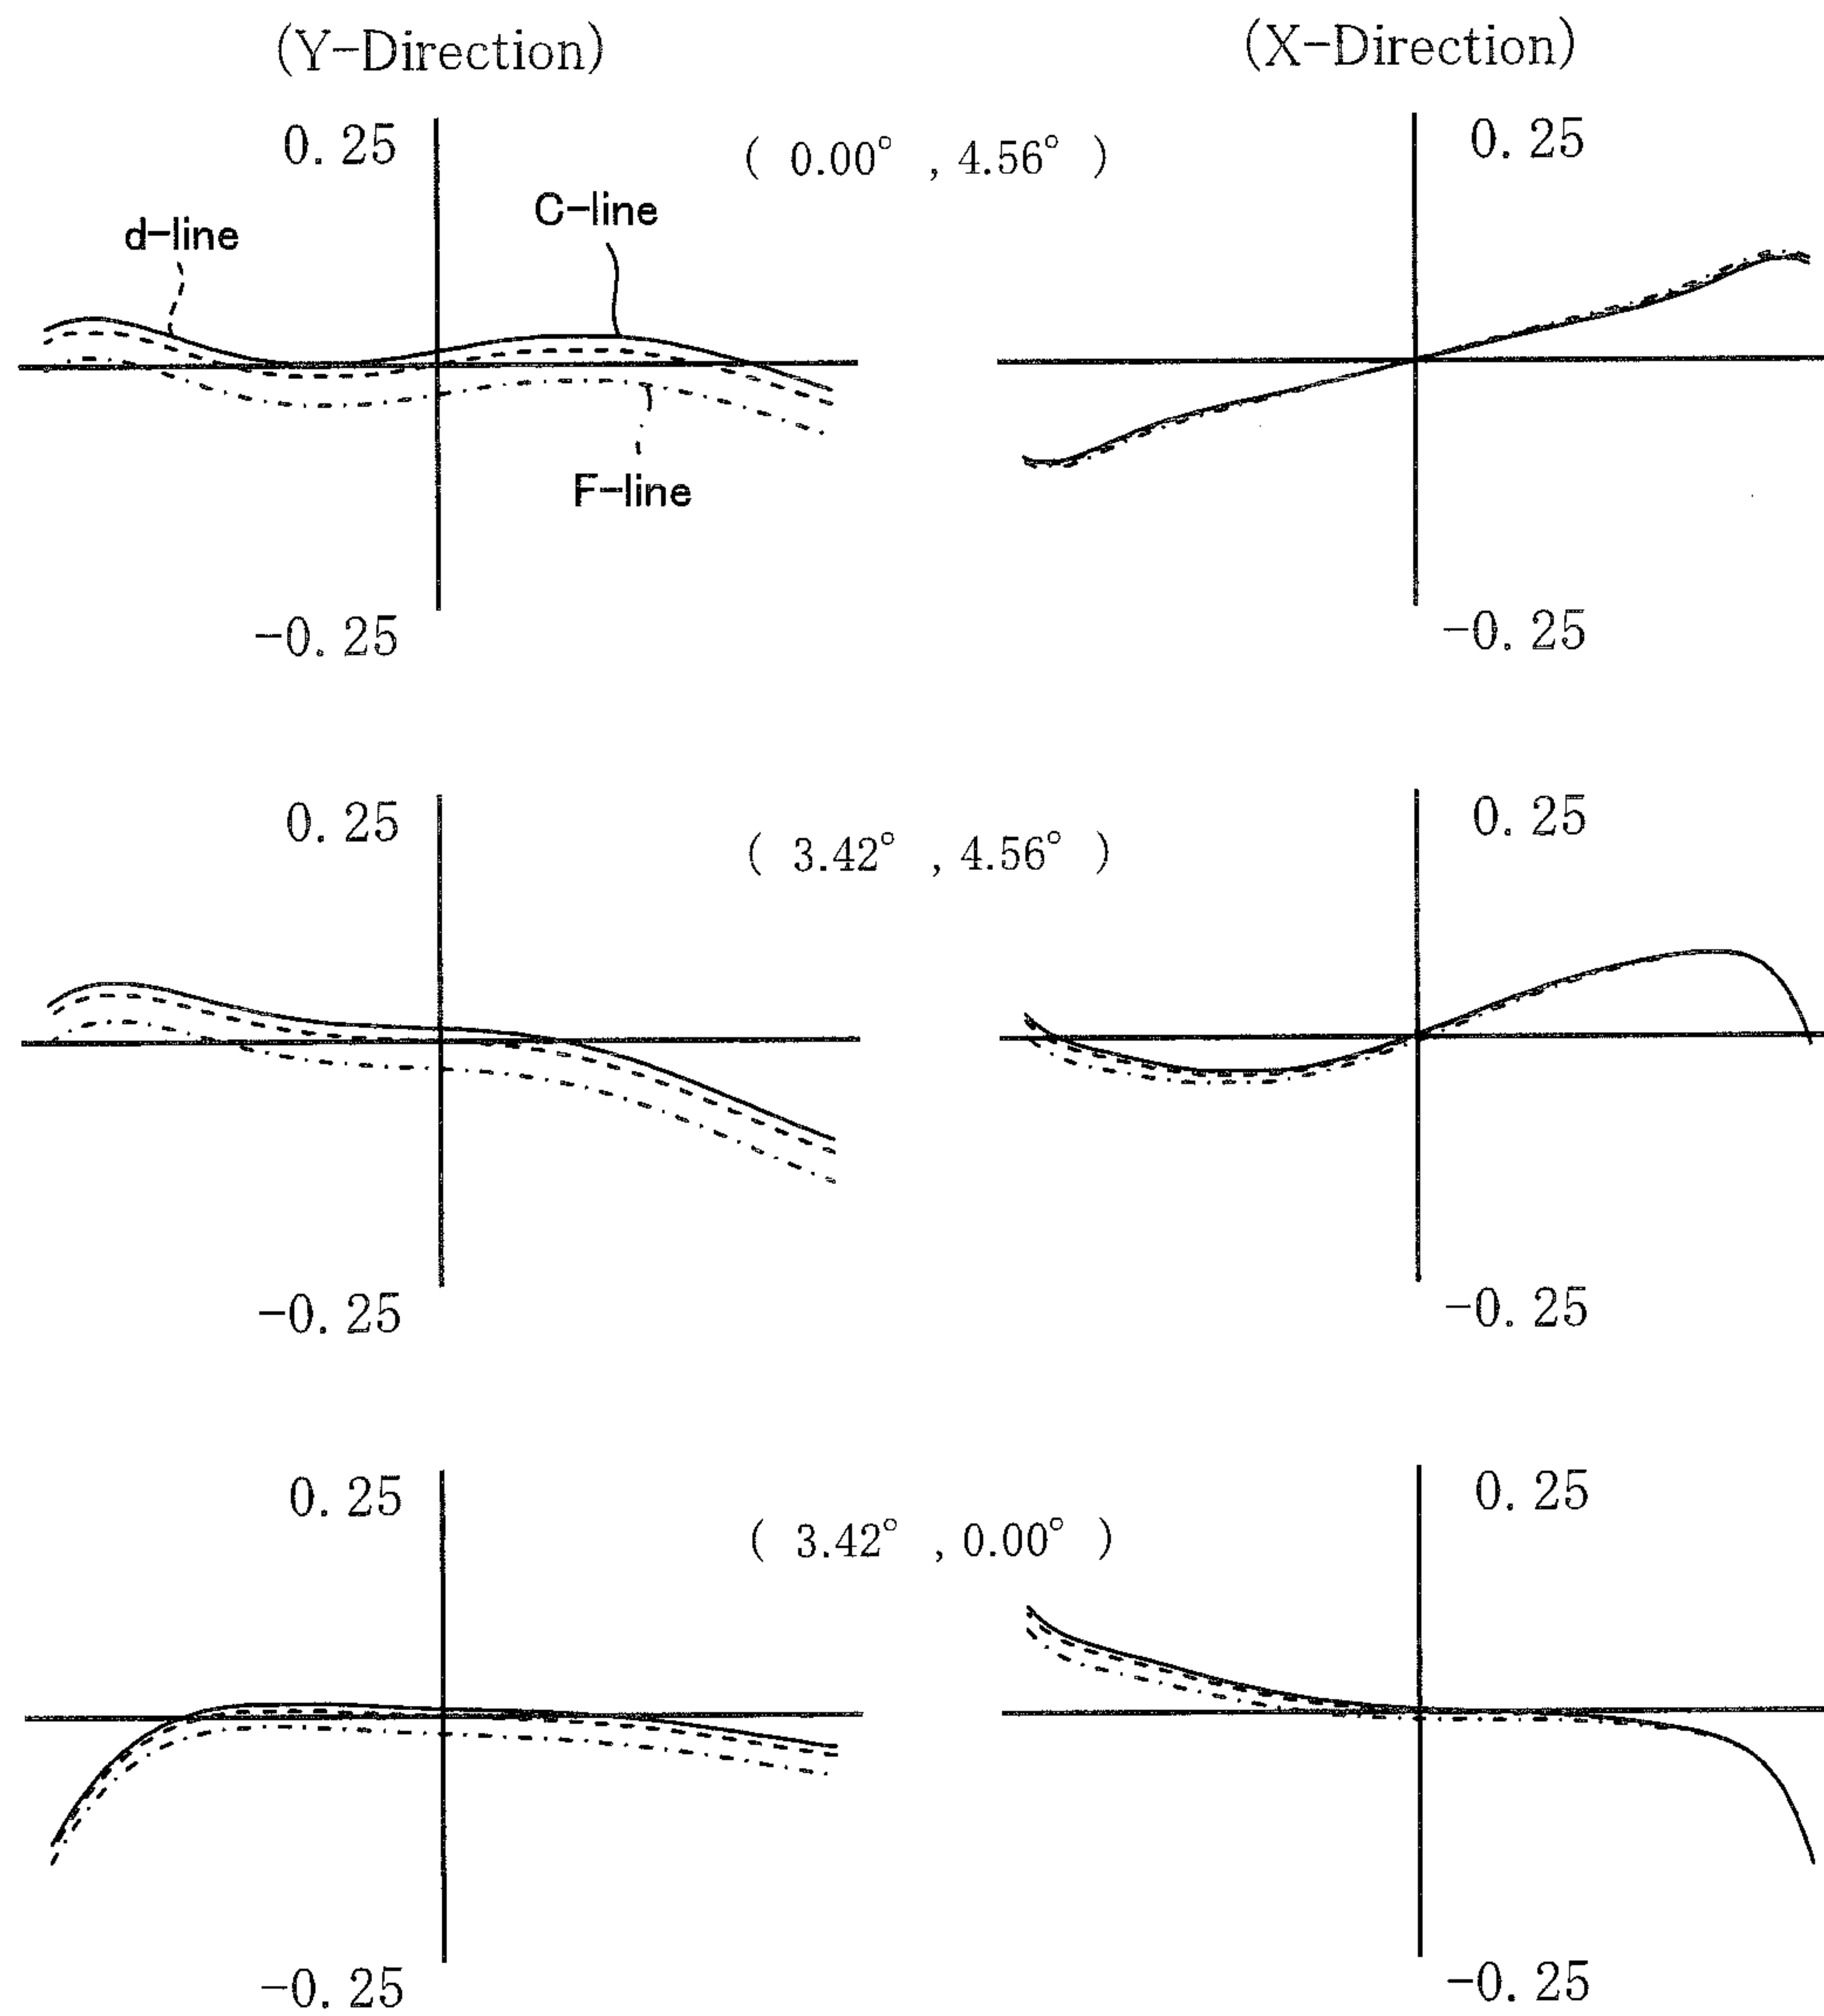 (Y-Direction) (X-Direction)
0.25 ( 0.00° , 4.56° ) 0.25
d-line C-line
F-line
-0.25 -0.25
0.25 ( 3.42° , 4.56° ) 0.25
-0.25 -0.25
0.25 ( 3.42° , 0.00° ) 0.25
-0.25 -0.25